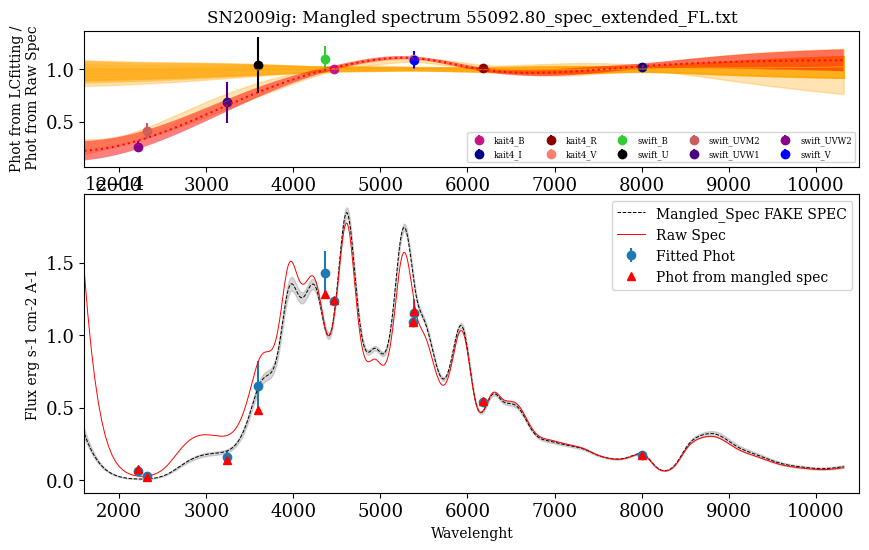 SN2009ig: Mangled spectrum 55092.80_spec_extended_FL.txt
Phot from LCfitting /
Phot from Raw Spec
1.0
0.5
kait4_B kait4_R swift_B swift_UVM2 swift_UVW2
kait4_I kait4_V swift_U swift_UVW1 swift_V
2000 3000 4000 5000 6000 7000 8000 9000 10000
1e−14
Flux erg s-1 cm-2 A-1
1.5
1.0
0.5
0.0
Mangled_Spec FAKE SPEC
Raw Spec
Fitted Phot
Phot from mangled spec
2000 3000 4000 5000 6000 7000 8000 9000 10000
Wavelenght